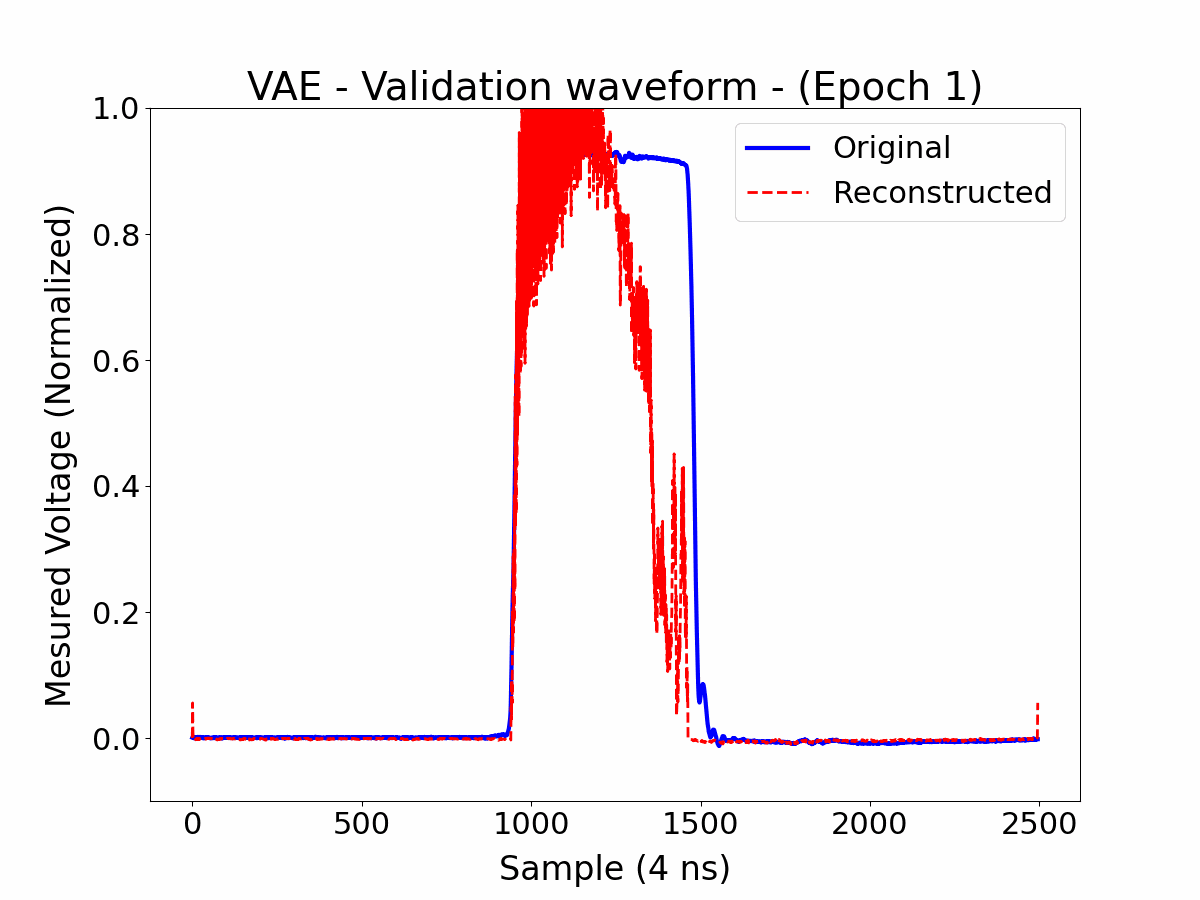 VAE - Validation waveform - (Epoch 1)
Original
Reconstructed
Mesured Voltage (Normalized)
1.0
0.8
0.6
0.4
0.2
0.0
0 500 1000 1500 2000 2500
Sample (4 ns)